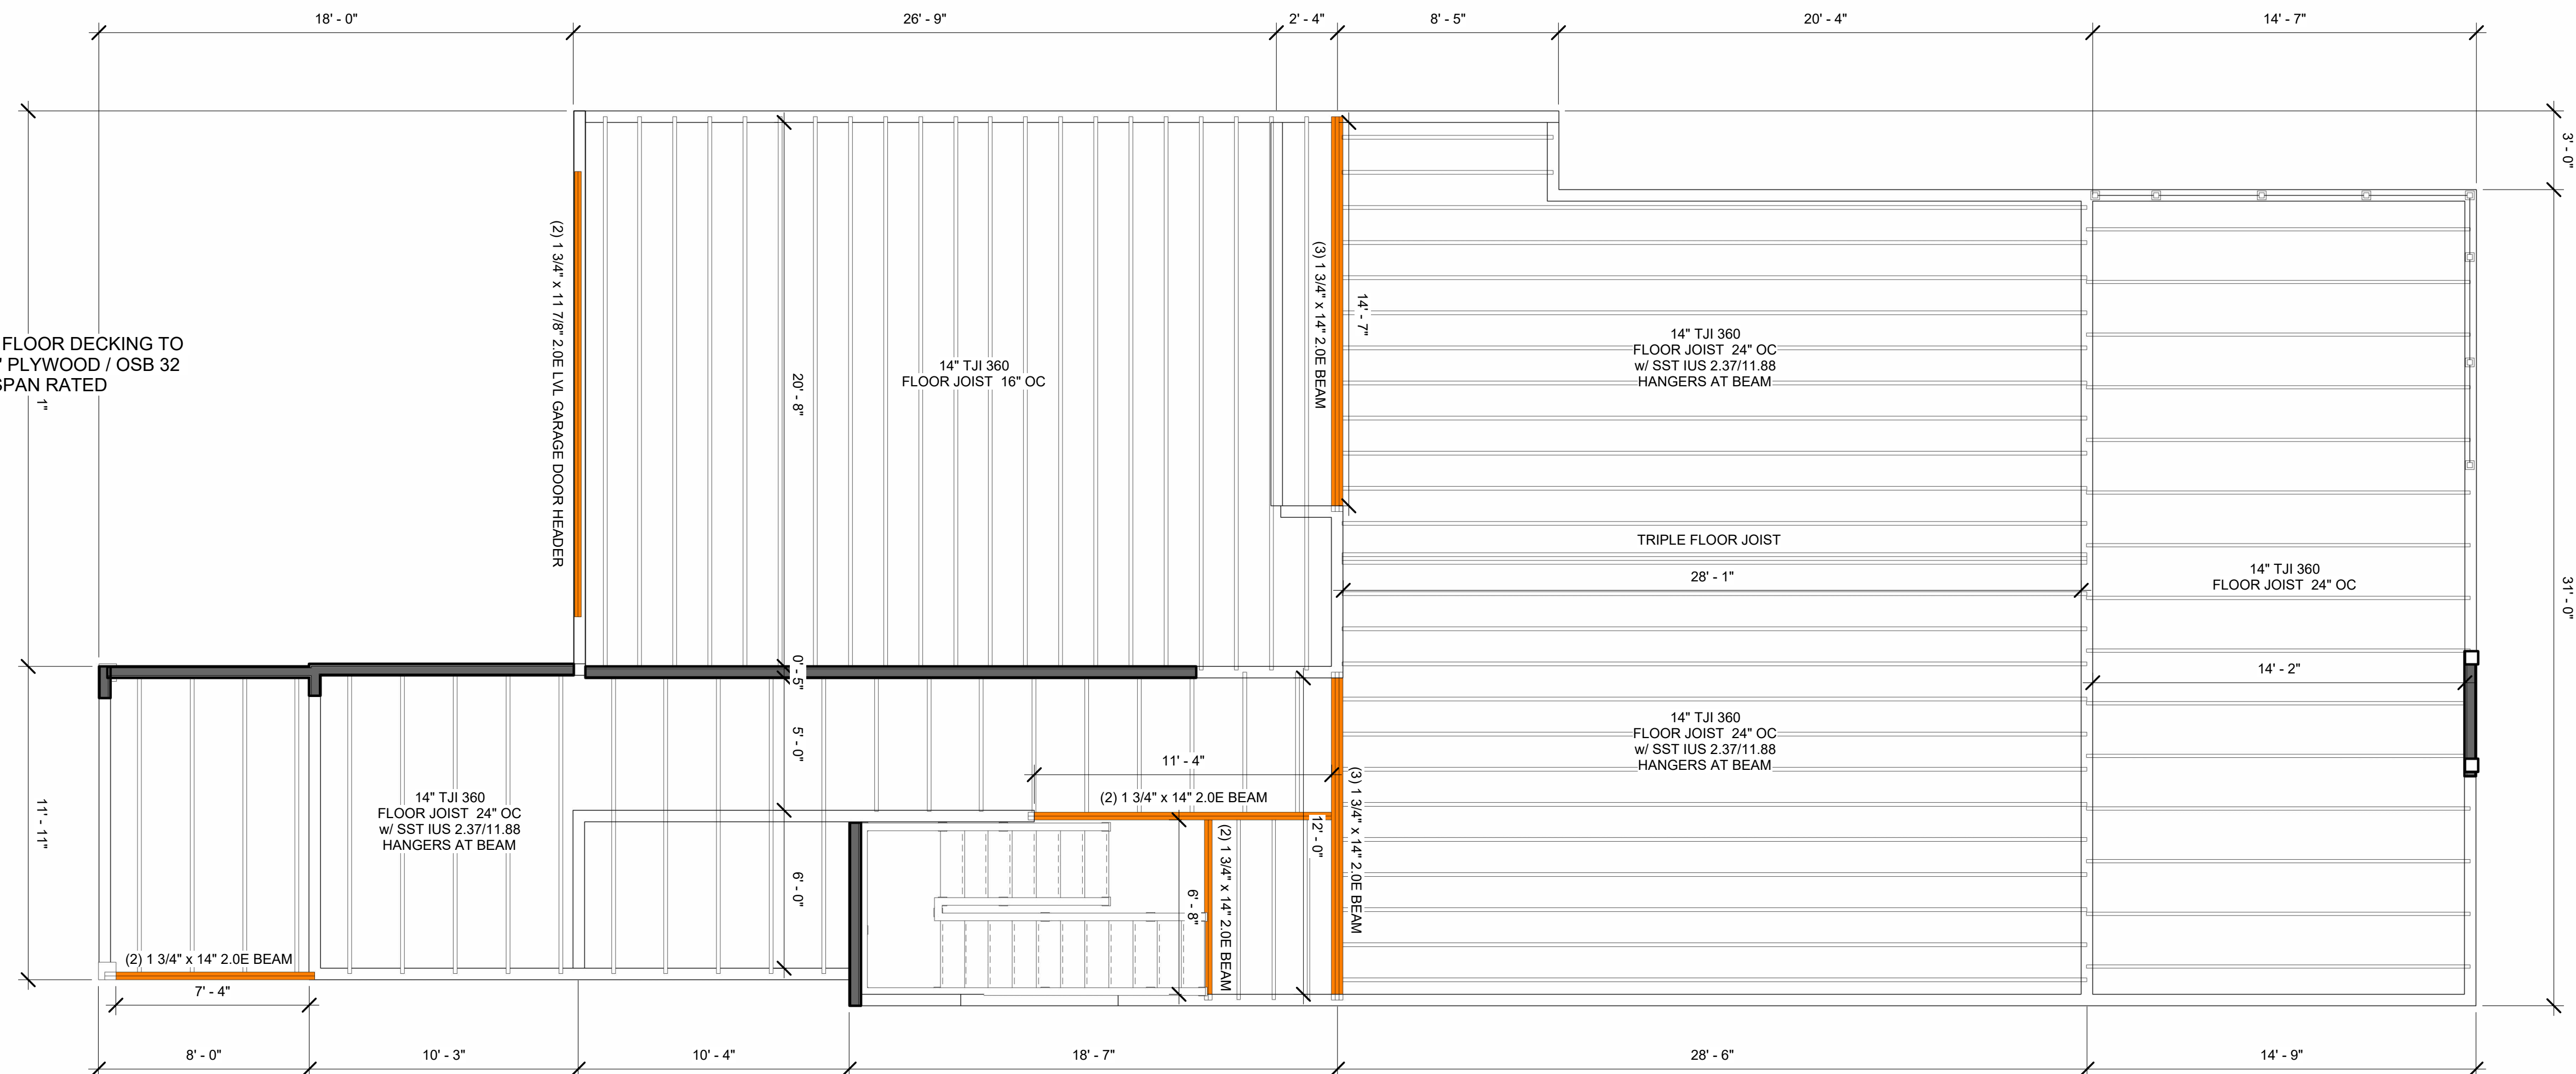 18' - 0"
26' - 9"
2' - 4"
8' - 5"
20' - 4"
14' - 7"
3' - 0"
(2) 1 3/4" x 11 7/8" 2.0E LVL GARAGE DOOR HEADER
(3) 1 3/4" x 14" 2.0E BEAM
14' - 7"
FLOOR DECKING TO
" PLYWOOD / OSB 32
SPAN RATED
1"
14" TJI 360
FLOOR JOIST 16" OC
20' - 8"
14" TJI 360
FLOOR JOIST 24" OC
w/ SST IUS 2.37/11.88
HANGERS AT BEAM
TRIPLE FLOOR JOIST
28' - 1"
14" TJI 360
FLOOR JOIST 24" OC
31' - 0"
14' - 2"
0' - 5"
5' - 0"
14" TJI 360
FLOOR JOIST 24" OC
w/ SST IUS 2.37/11.88
HANGERS AT BEAM
11' - 4"
(2) 1 3/4" x 14" 2.0E BEAM
11' - 11"
14" TJI 360
FLOOR JOIST 24" OC
w/ SST IUS 2.37/11.88
HANGERS AT BEAM
12' - 0"
(3) 1 3/4" x 14" 2.0E BEAM
6' - 0"
6' - 8"
(2) 1 3/4" x 14" 2.0E BEAM
(2) 1 3/4" x 14" 2.0E BEAM
7' - 4"
8' - 0"
10' - 3"
10' - 4"
18' - 7"
28' - 6"
14' - 9"